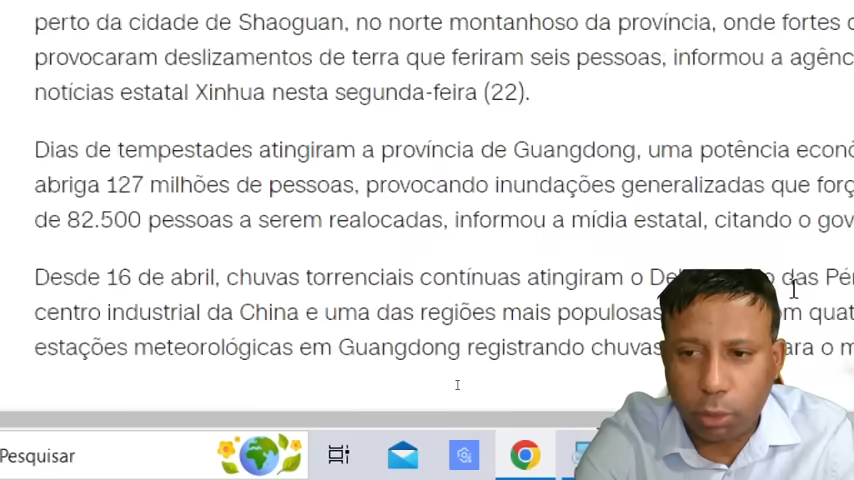 perto da cidade de Shaoguan, no norte montanhoso da província, onde fortes
provocaram deslizamentos de terra que feriram seis pessoas, informou a agênc
notícias estatal Xinhua nesta segunda-feira (22).
Dias de tempestades atingiram a província de Guangdong, uma potência econô
abriga 127 milhões de pessoas, provocando inundações generalizadas que forç
de 82.500 pessoas a serem realocadas, informou a mídia estatal, citando o gov
Desde 16 de abril, chuvas torrenciais contínuas atingiram o De das Pér
centro industrial da China e uma das regiões mais populosas om quat
estações meteorológicas em Guangdong registrando chuvas ara o m
Pesquisar